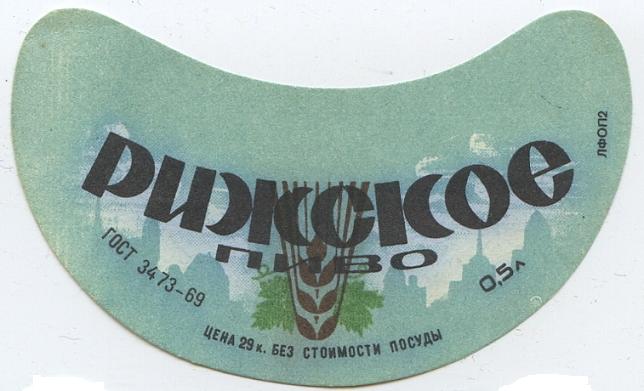 РИЖСКОЕ
ПИВО
ГОСТ 3473-69
0,5л
ЦЕНА 29 к. БЕЗ СТОИМОСТИ ПОСУДЫ
ЛФОП2